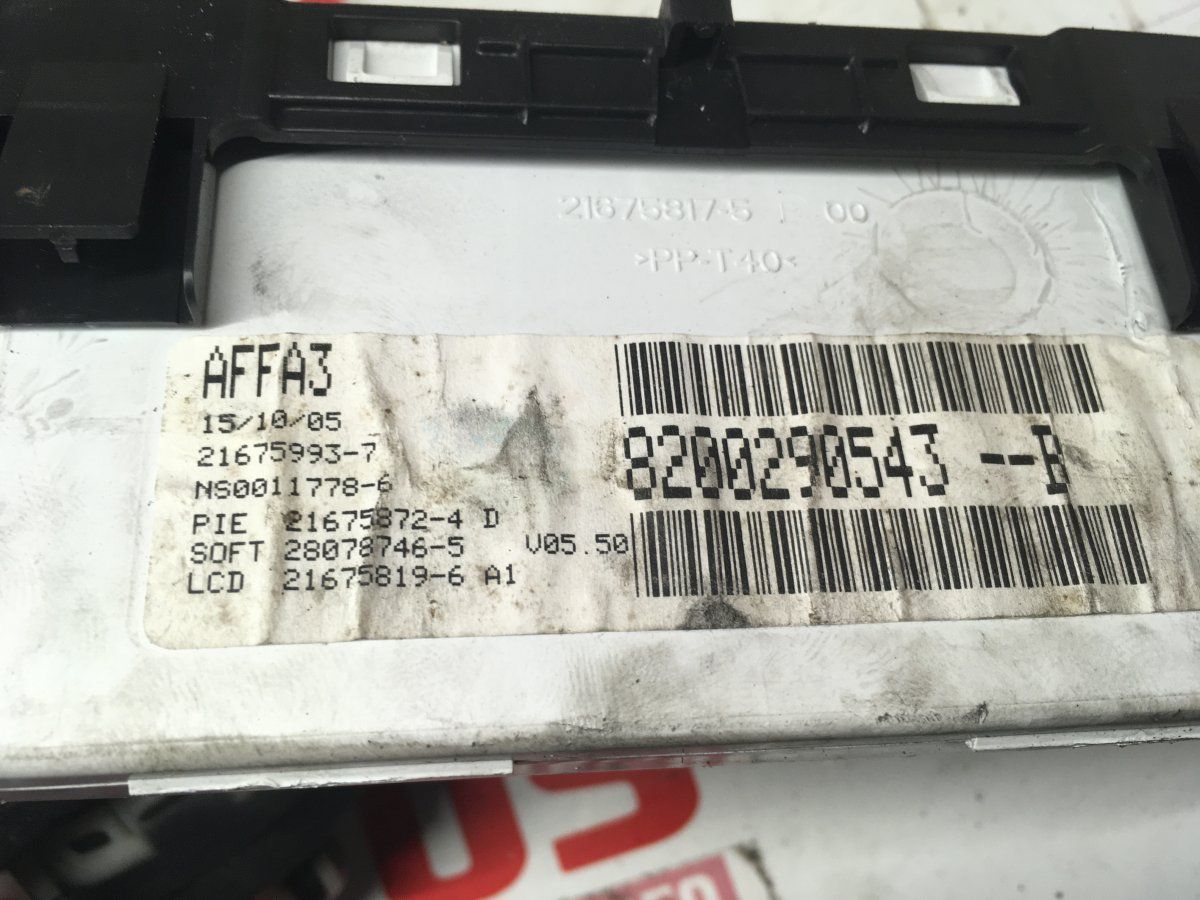 21675817-5 00
>PP-T40<
AFFA3
15/10/05
21675993-7
NS0011778-6
PIE 21675872-4 D
SOFT 28078746-5 V05.50
LCD 21675819-6 A1
8200290543 --B